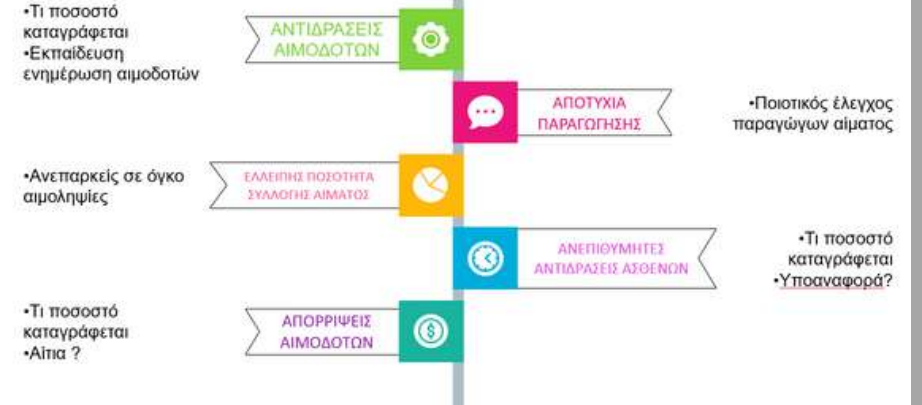 •Τι ποσοστό
καταγράφεται
•Εκπαίδευση
ενημέρωση αιμοδοτών
ΑΝΤΙΔΡΑΣΕΙΣ
ΑΙΜΟΔΟΤΩΝ
ΑΠΟΤΥΧΙΑ
ΠΑΡΑΓΩΓΗΣΗΣ
•Ποιοτικός έλεγχος
παραγώγων αίματος
•Ανεπαρκείς σε όγκο
αιμοληψίες
ΕΛΛΕΙΠΗΣ ΠΟΣΟΤΗΤΑ
ΣΥΛΛΟΓΗΣ ΑΙΜΑΤΟΣ
ΑΝΕΠΙΘΥΜΗΤΕΣ
ΑΝΤΙΔΡΑΣΕΙΣ ΑΣΘΕΝΩΝ
•Τι ποσοστό
καταγράφεται
•Υποαναφορά?
•Τι ποσοστό
καταγράφεται
•Αίτια ?
ΑΠΟΡΡΙΨΕΙΣ
ΑΙΜΟΔΟΤΩΝ